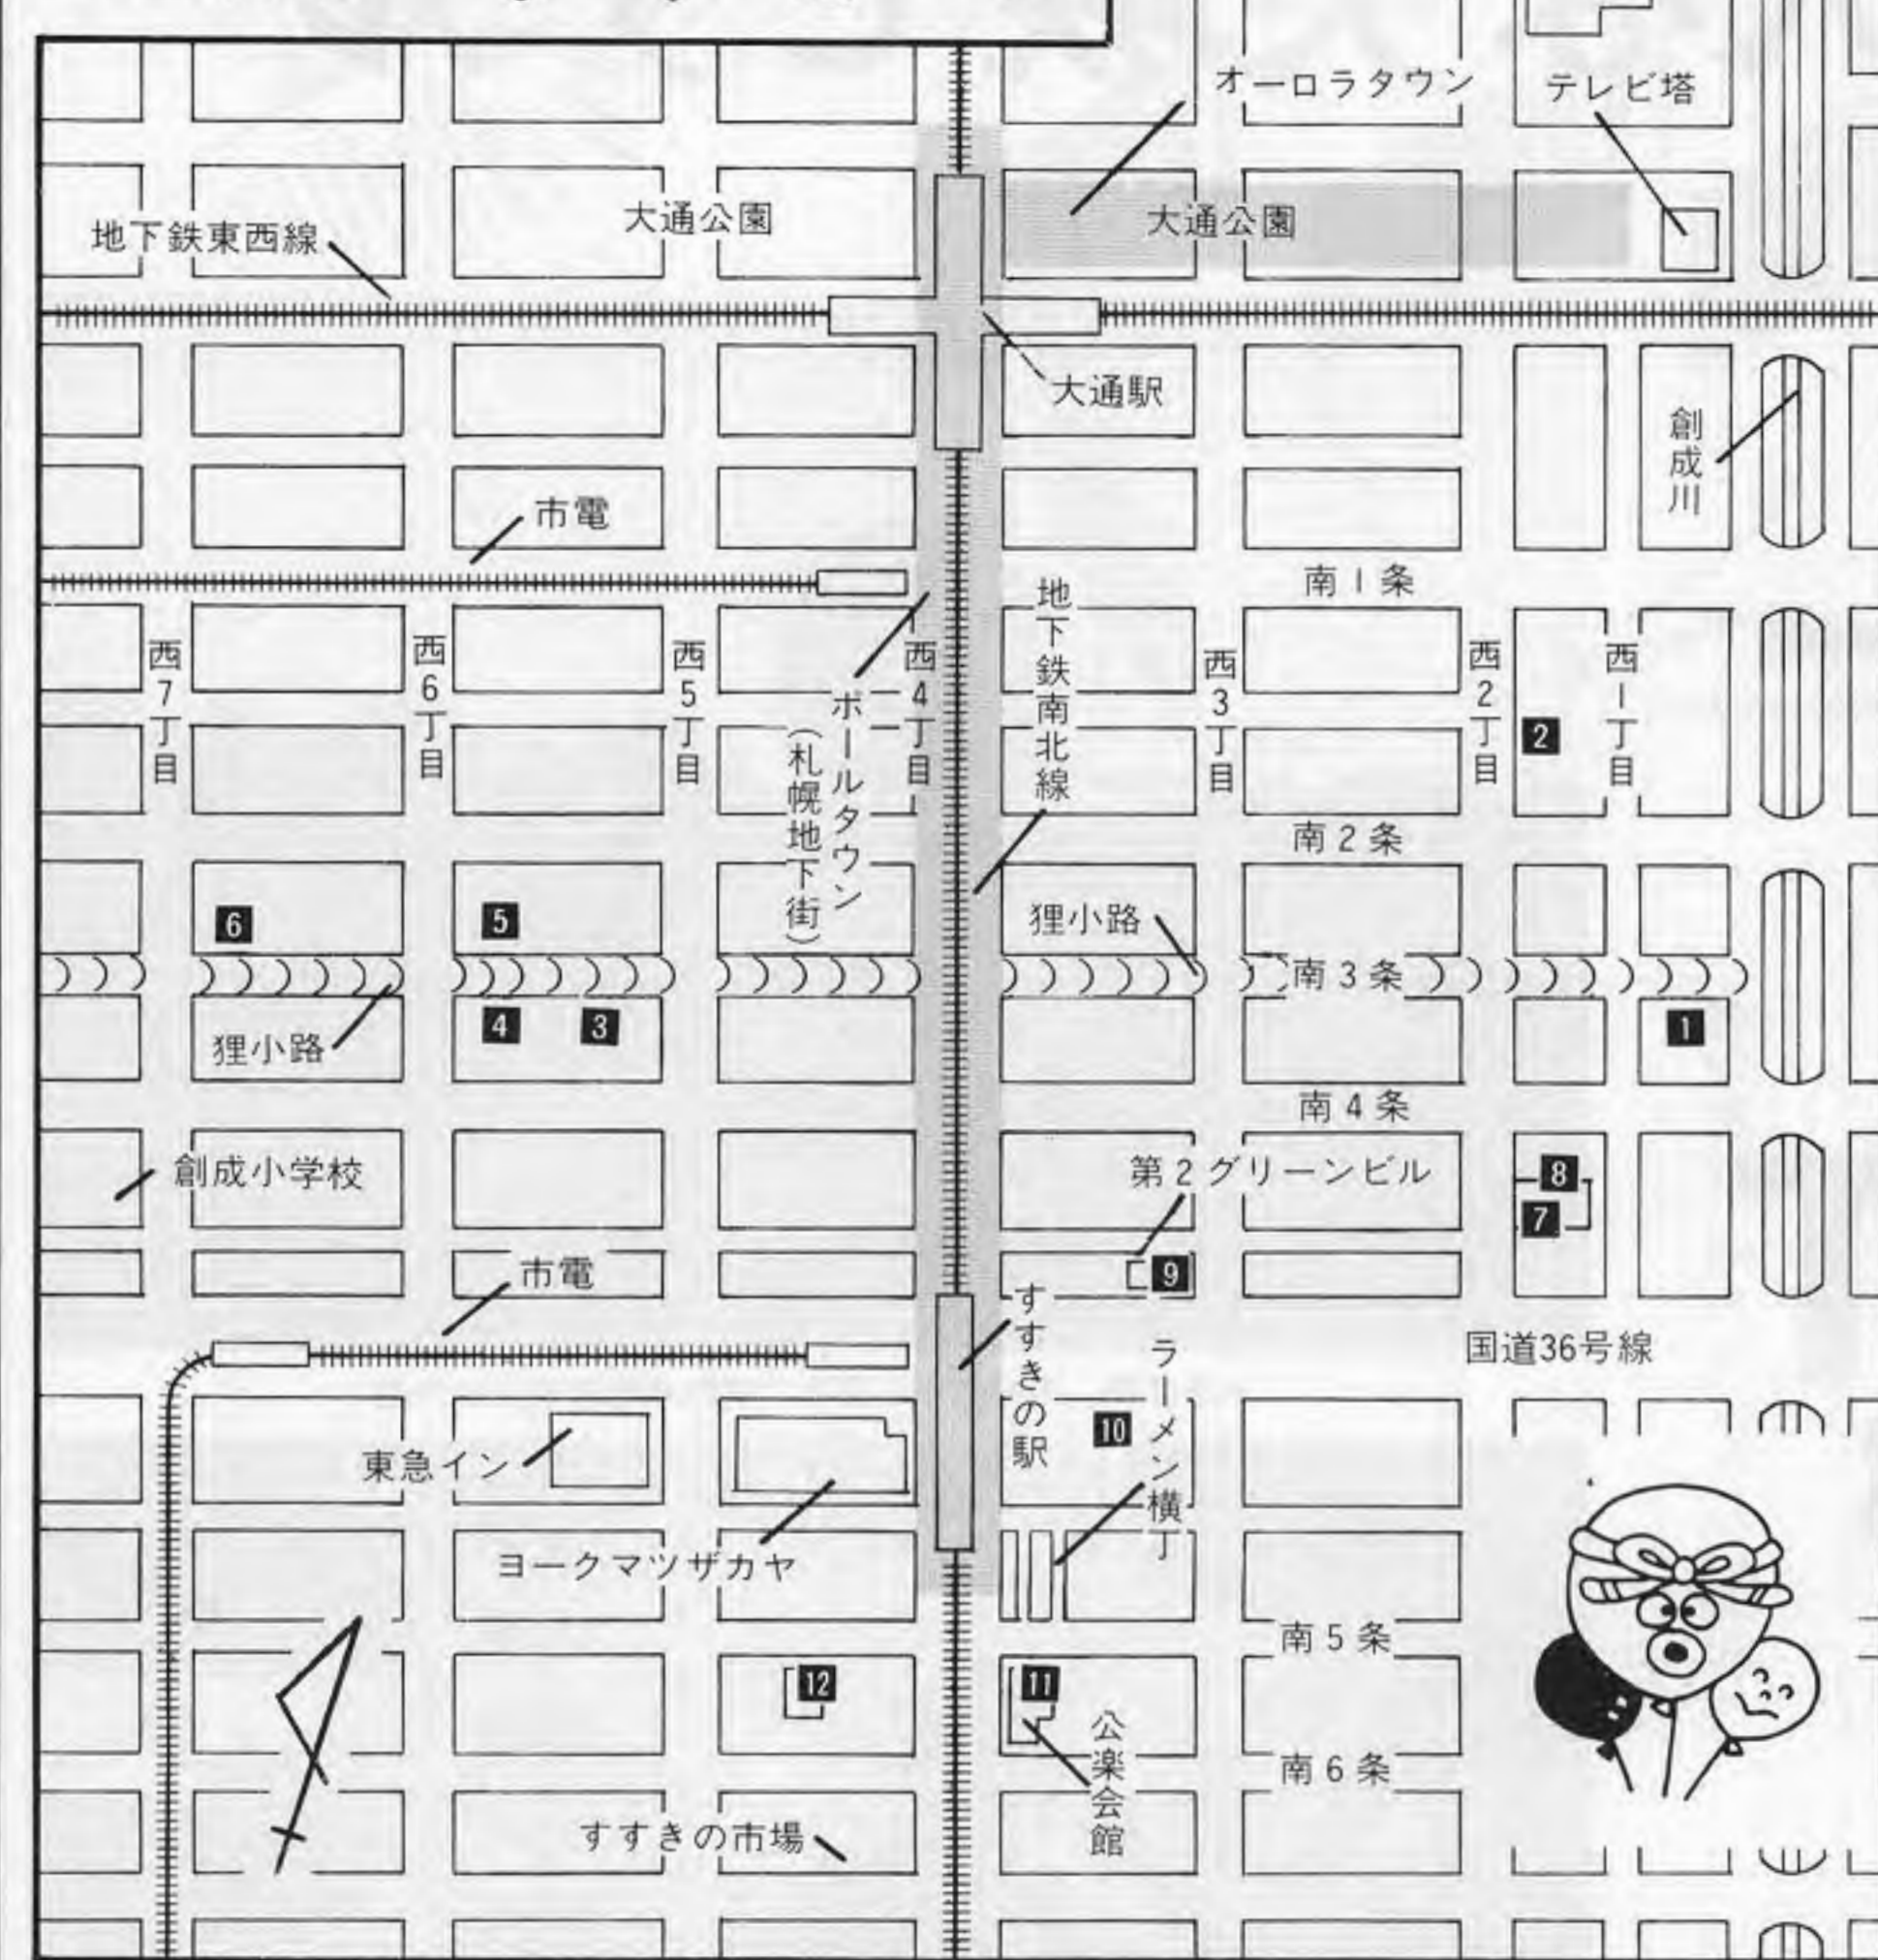 オーロラタウン
テレビ塔
地下鉄東西線
大通公園
大通公園
大通駅
創成川
市電
南1条
地下鉄南北線
西7丁目
西6丁目
西5丁目
西4丁目
西3丁目
西2丁目
西1丁目
ポールタウン
(札幌地下街)
2
南2条
6
5
狸小路
南3条
狸小路
4
3
1
南4条
創成小学校
第2グリーンビル
8
7
市電
9
すすきの駅
ラーメン横丁
国道36号線
東急イン
10
ヨークマツザカヤ
南5条
12
11
公楽会館
南6条
すすきの市場